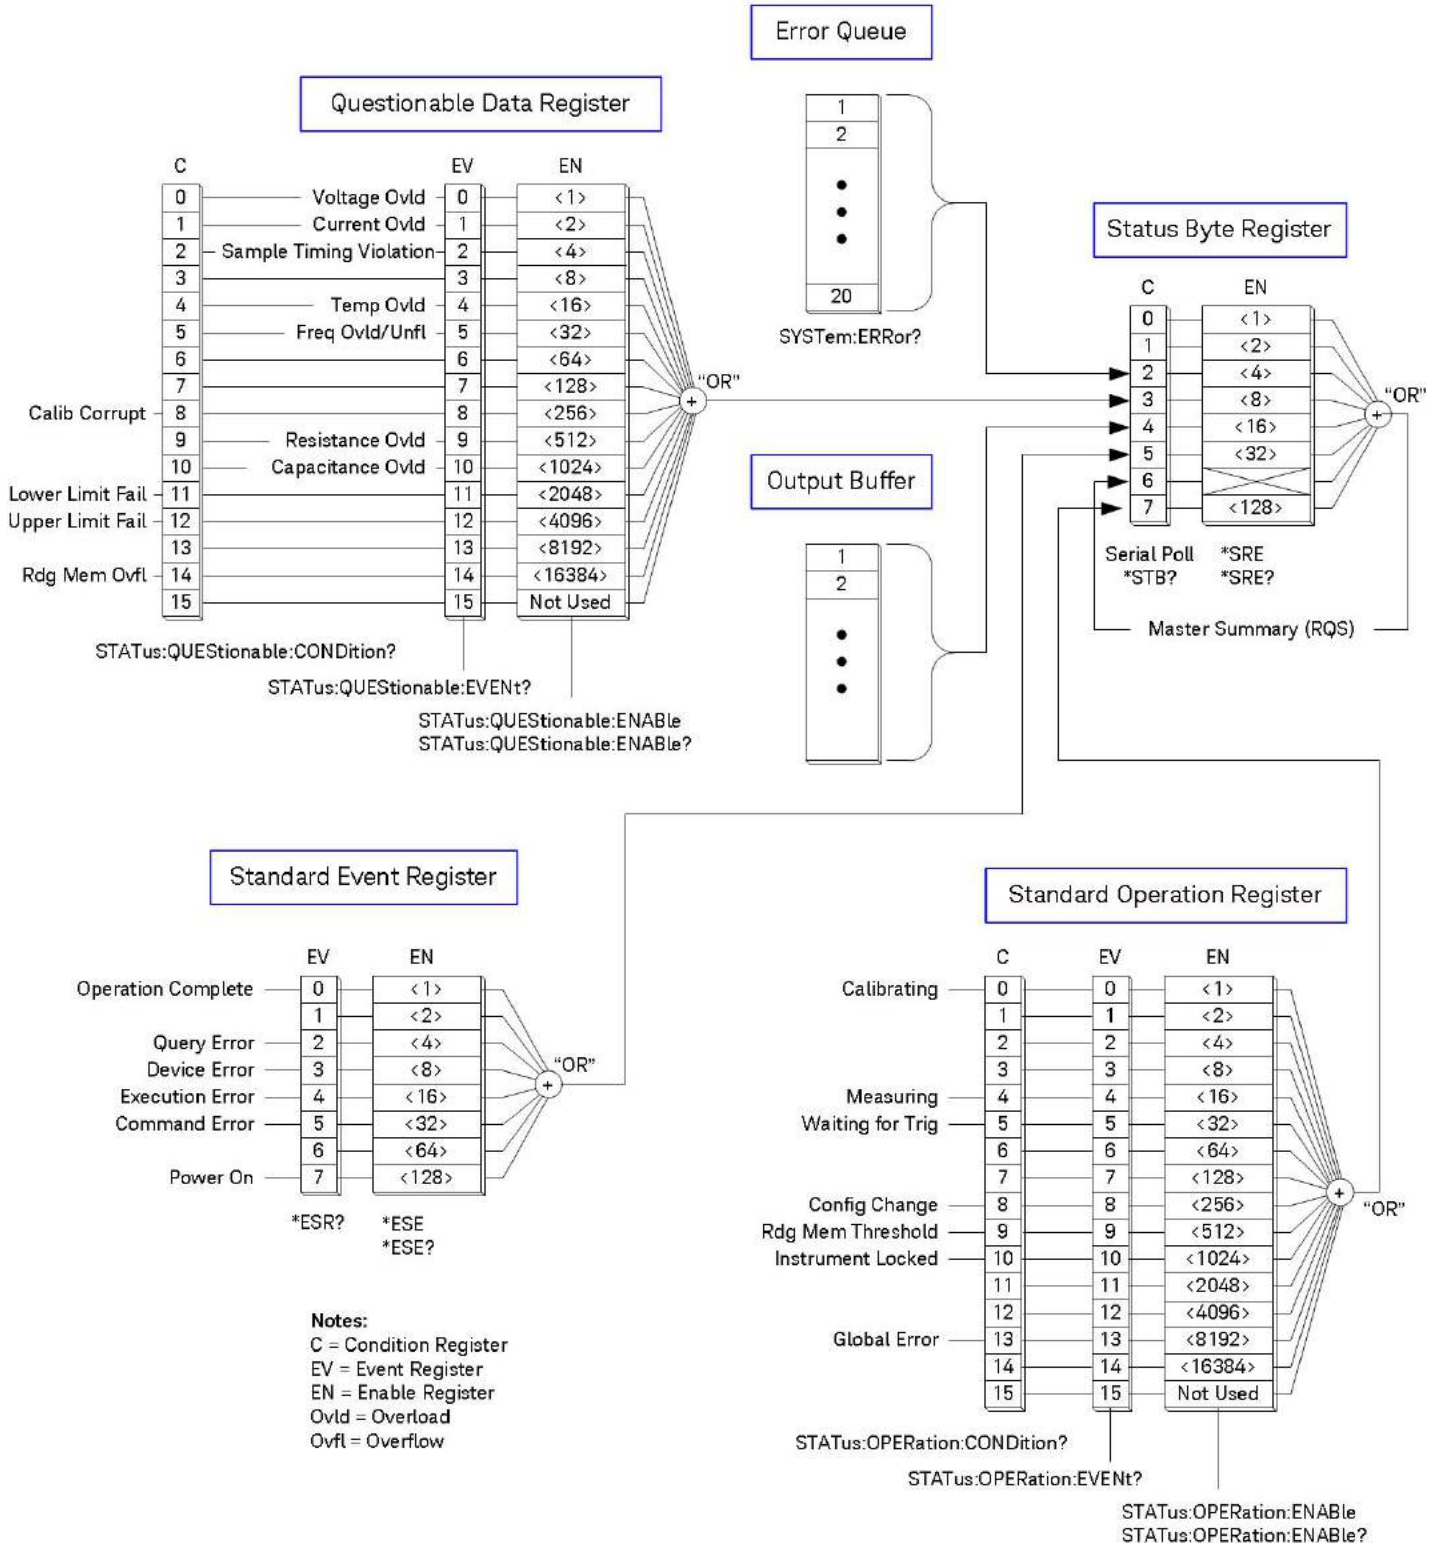 Error Queue
1
2
20
SYSTem:ERRor?
Questionable Data Register
C EV EN
0 Voltage Ovld 0 <1>
1 Current Ovld 1 <2>
2 Sample Timing Violation 2 <4>
3 3 <8>
4 Temp Ovld 4 <16>
5 Freq Ovld/Unfl 5 <32>
6 6 <64>
7 7 <128>
Calib Corrupt 8 8 <256>
9 Resistance Ovld 9 <512>
10 Capacitance Ovld 10 <1024>
Lower Limit Fail 11 11 <2048>
Upper Limit Fail 12 12 <4096>
13 13 <8192>
Rdg Mem Ovfl 14 14 <16384>
15 15 Not Used
"OR"
STATus:QUEStionable:CONDition?
STATus:QUEStionable:EVENt?
STATus:QUEStionable:ENABle
STATus:QUEStionable:ENABle?
Output Buffer
1
2
Status Byte Register
C EN
0 <1>
1 <2>
2 <4>
3 <8>
4 <16>
5 <32>
6
7 <128>
"OR"
Serial Poll *SRE
*STB? *SRE?
Master Summary (RQS)
Standard Event Register
EV EN
Operation Complete 0 <1>
1 <2>
Query Error 2 <4>
Device Error 3 <8>
Execution Error 4 <16>
Command Error 5 <32>
6 <64>
Power On 7 <128>
+ "OR"
*ESR? *ESE
*ESE?
Notes:
C = Condition Register
EV = Event Register
EN = Enable Register
Ovld = Overload
Ovfl = Overflow
Standard Operation Register
C EV EN
Calibrating 0 0 <1>
1 1 <2>
2 2 <4>
3 3 <8>
Measuring 4 4 <16>
Waiting for Trig 5 5 <32>
6 6 <64>
7 7 <128>
Config Change 8 8 <256>
Rdg Mem Threshold 9 9 <512>
Instrument Locked 10 10 <1024>
11 11 <2048>
12 12 <4096>
Global Error 13 13 <8192>
14 14 <16384>
15 15 Not Used
+ "OR"
STATus:OPERation:CONDition?
STATus:OPERation:EVENt?
STATus:OPERation:ENABle
STATus:OPERation:ENABle?